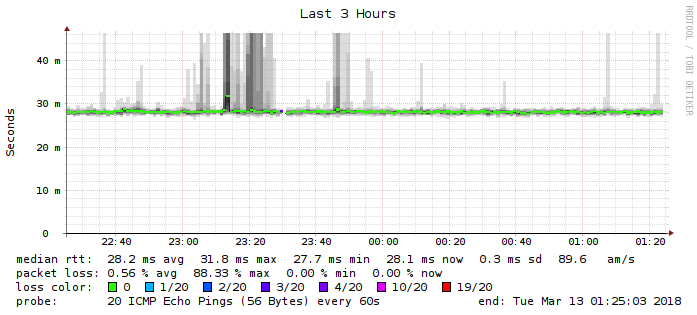 Last 3 Hours
RRDTOOL / TOBI OETIKER
Seconds
40 m
30 m
20 m
10 m
0
22:40 23:00 23:20 23:40 00:00 00:20 00:40 01:00 01:20
median rtt: 28.2 ms avg 31.8 ms max 27.7 ms min 28.1 ms now 0.3 ms sd 89.6 am/s
packet loss: 0.56 % avg 88.33 % max 0.00 % min 0.00 % now
loss color: 0 1/20 2/20 3/20 4/20 10/20 19/20
probe: 20 ICMP Echo Pings (56 Bytes) every 60s end: Tue Mar 13 01:25:03 2018